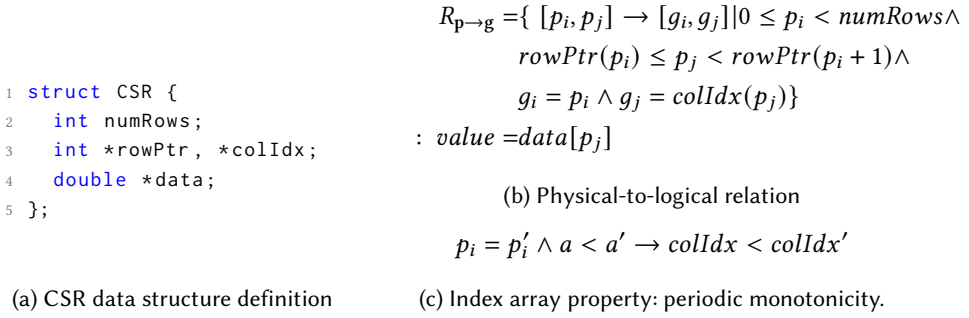 1 struct CSR {
2 int numRows;
3 int *rowPtr, *colIdx;
4 double *data;
5 };
(a) CSR data structure definition
R_{p→g} ={ [p_i, p_j] → [g_i, g_j]|0 ≤ p_i < numRows∧
rowPtr(p_i) ≤ p_j < rowPtr(p_i + 1)∧
g_i = p_i ∧ g_j = colIdx(p_j)}
: value =data[p_j]
(b) Physical-to-logical relation
p_i = p_i′ ∧ a < a′ → colIdx < colIdx′
(c) Index array property: periodic monotonicity.